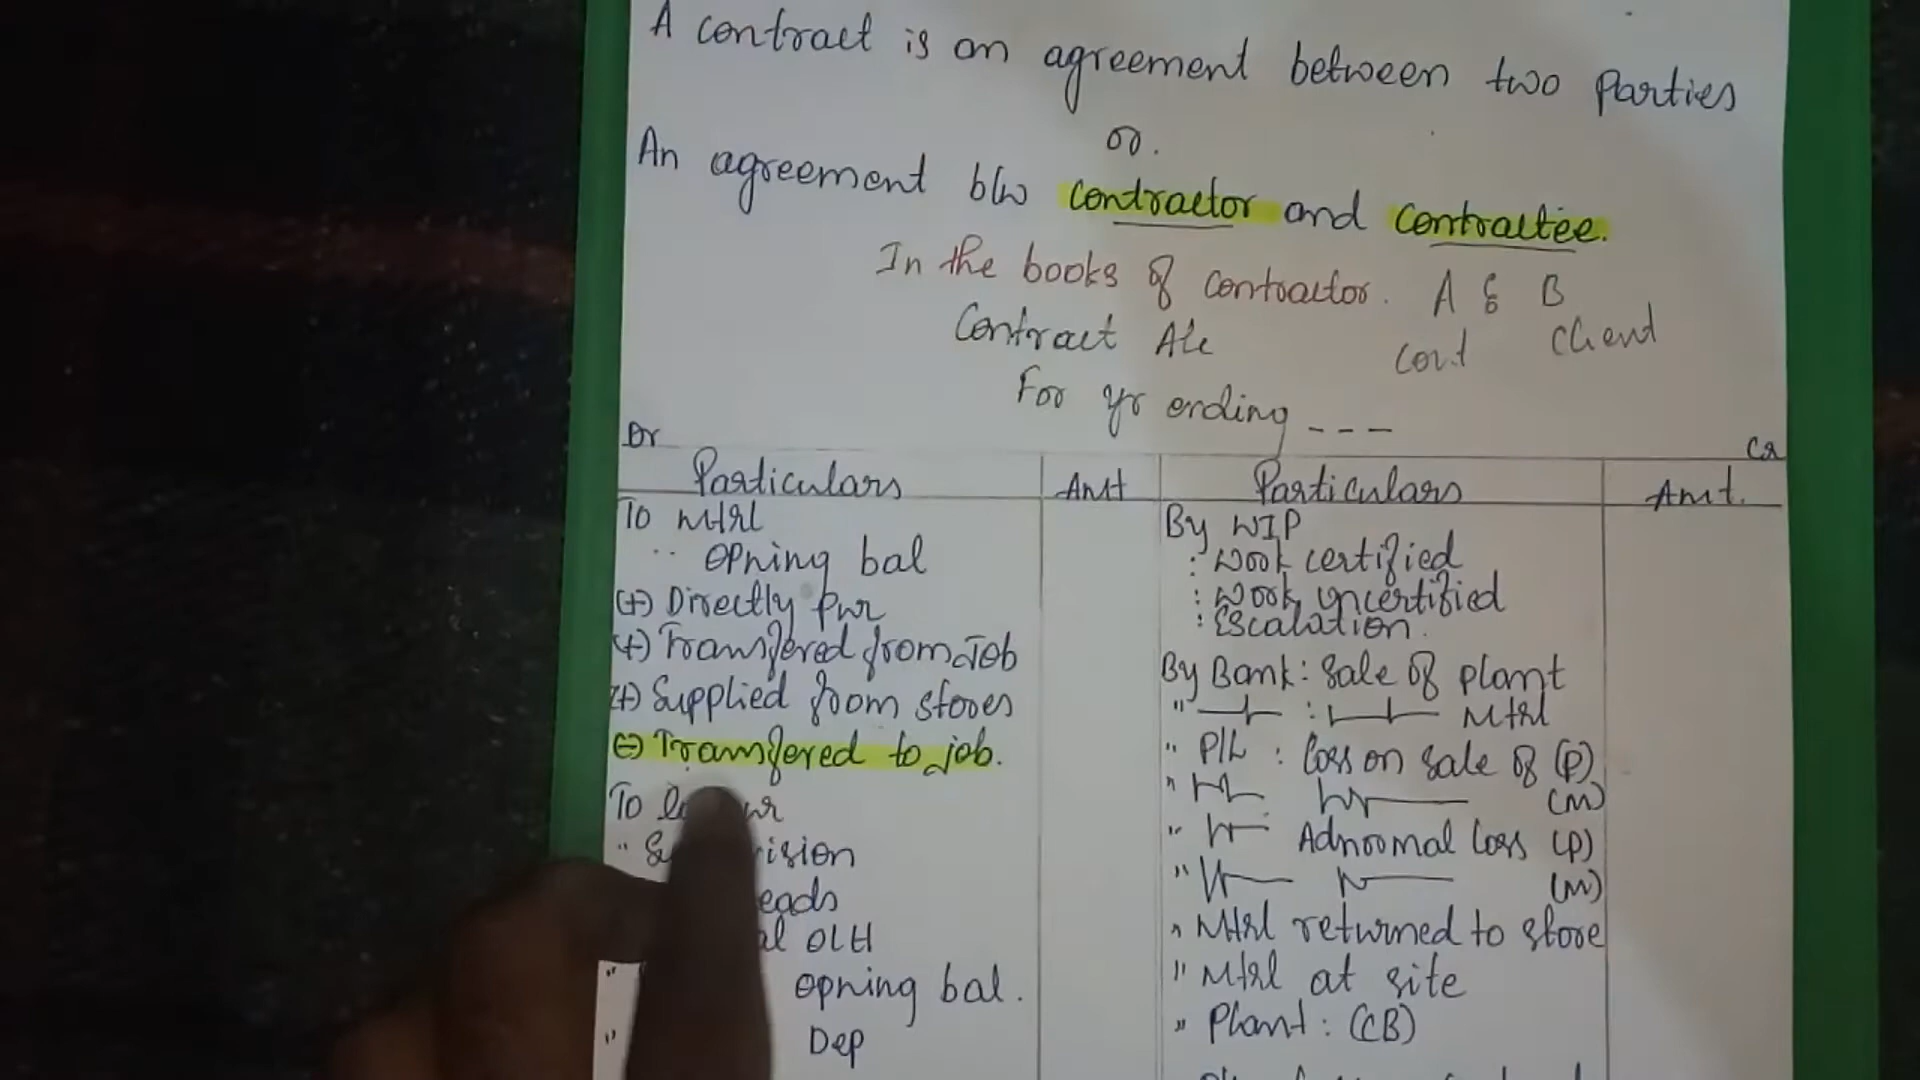 A contract is an agreement between two Parties
or.
An agreement b/w contractor and contractee.
In the books of contractor. A & B
Contract A/c Cont Client
For yr ending ---
Dr Cr
Particulars Amt Particulars Amt.
To Mtrl
Opning bal
(+) Directly pur
(+) Transfered from Job
(+) Supplied from stores
(-) Transfered to job.
To
"
eads
OLH
" Opning bal.
" Dep
By WIP
: Work certified
: Work uncertified
: Escalation.
By Bank: Sale of plant
" : Mtrl
" P/L : loss on sale of (P)
" (M)
" Adnormal loss (P)
" (M)
" Mtrl returned to store
" Mtrl at site
" Plant: (CB)